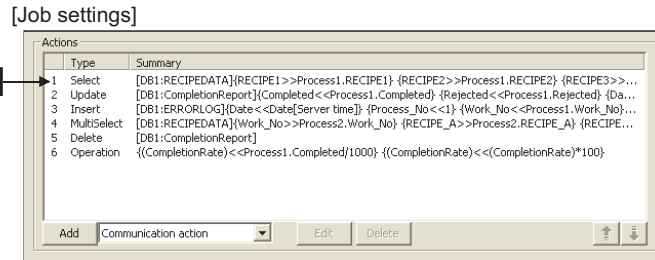 [Job settings]
Actions
Type Summary
1 Select [DB1:RECIPEDATA]{RECIPE1>>Process1.RECIPE1} {RECIPE2>>Process1.RECIPE2} {RECIPE3>>...
2 Update [DB1:CompletionReport]{Completed<<Process1.Completed} {Rejected<<Process1.Rejected} {Da...
3 Insert [DB1:ERRORLOG]{Date<<Date[Server time]} {Process_No<<1} {Work_No<<Process1.Work_No}...
4 MultiSelect [DB1:RECIPEDATA]{Work_No>>Process2.Work_No} {RECIPE_A>>Process2.RECIPE_A} {RECIPE...
5 Delete [DB1:CompletionReport]
6 Operation {(CompletionRate)<<Process1.Completed/1000} {(CompletionRate)<<(CompletionRate)*100}
Add Communication action Edit Delete